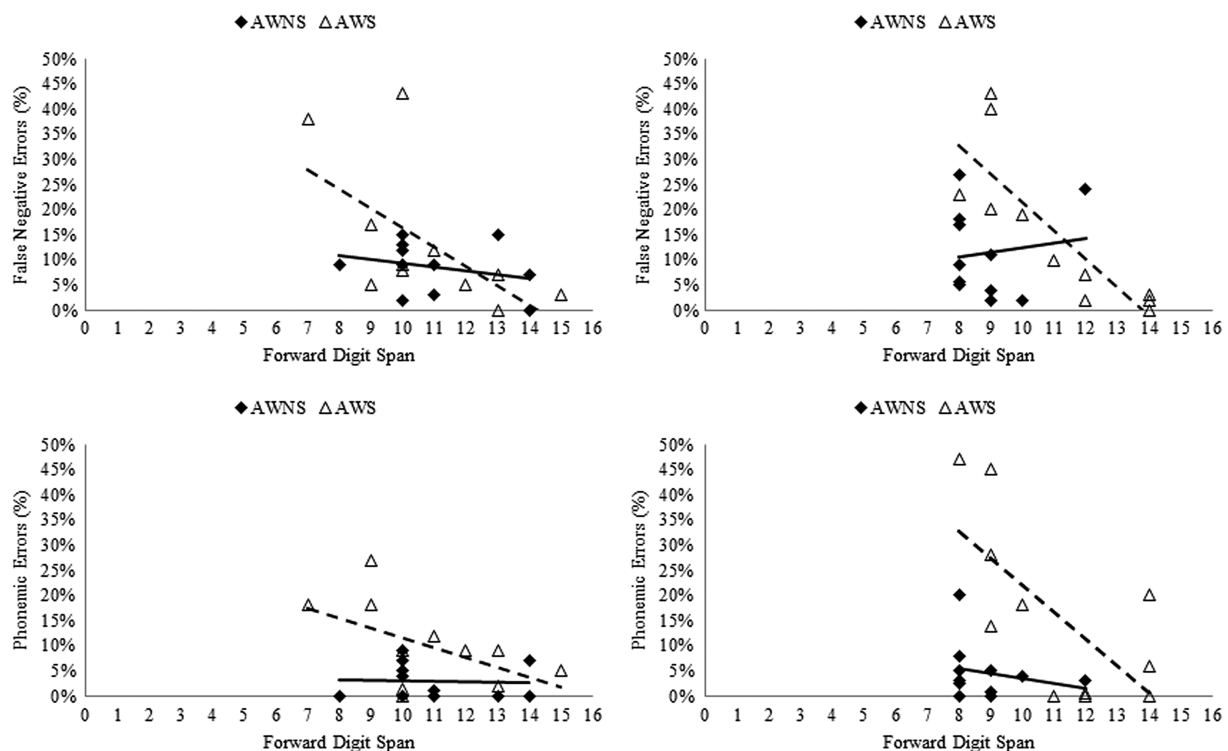 ◆AWNS △AWS
50%
45%
40%
35%
30%
25%
20%
15%
10%
5%
0%
False Negative Errors (%)
0 1 2 3 4 5 6 7 8 9 10 11 12 13 14 15 16
Forward Digit Span
◆AWNS △AWS
50%
45%
40%
35%
30%
25%
20%
15%
10%
5%
0%
False Negative Errors (%)
0 1 2 3 4 5 6 7 8 9 10 11 12 13 14 15 16
Forward Digit Span
◆AWNS △AWS
50%
45%
40%
35%
30%
25%
20%
15%
10%
5%
0%
Phonemic Errors (%)
0 1 2 3 4 5 6 7 8 9 10 11 12 13 14 15 16
Forward Digit Span
◆AWNS △AWS
50%
45%
40%
35%
30%
25%
20%
15%
10%
5%
0%
Phonemic Errors (%)
0 1 2 3 4 5 6 7 8 9 10 11 12 13 14 15 16
Forward Digit Span